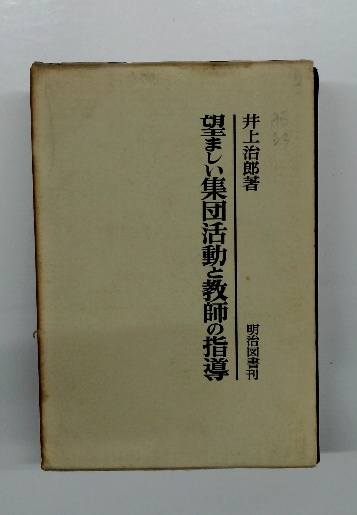 井上治郎著
明治図書刊
望ましい集団活動と教師の指導